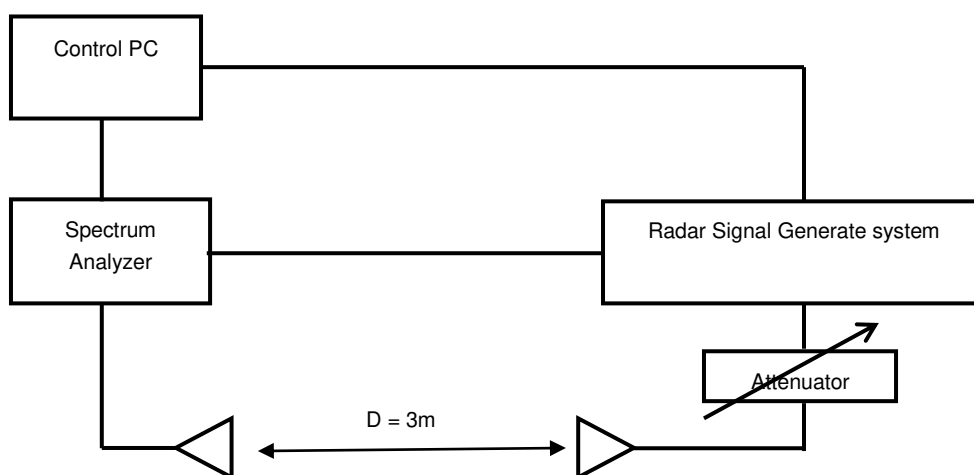 Control PC
Spectrum
Analyzer
Radar Signal Generate system
Attenuator
D = 3m